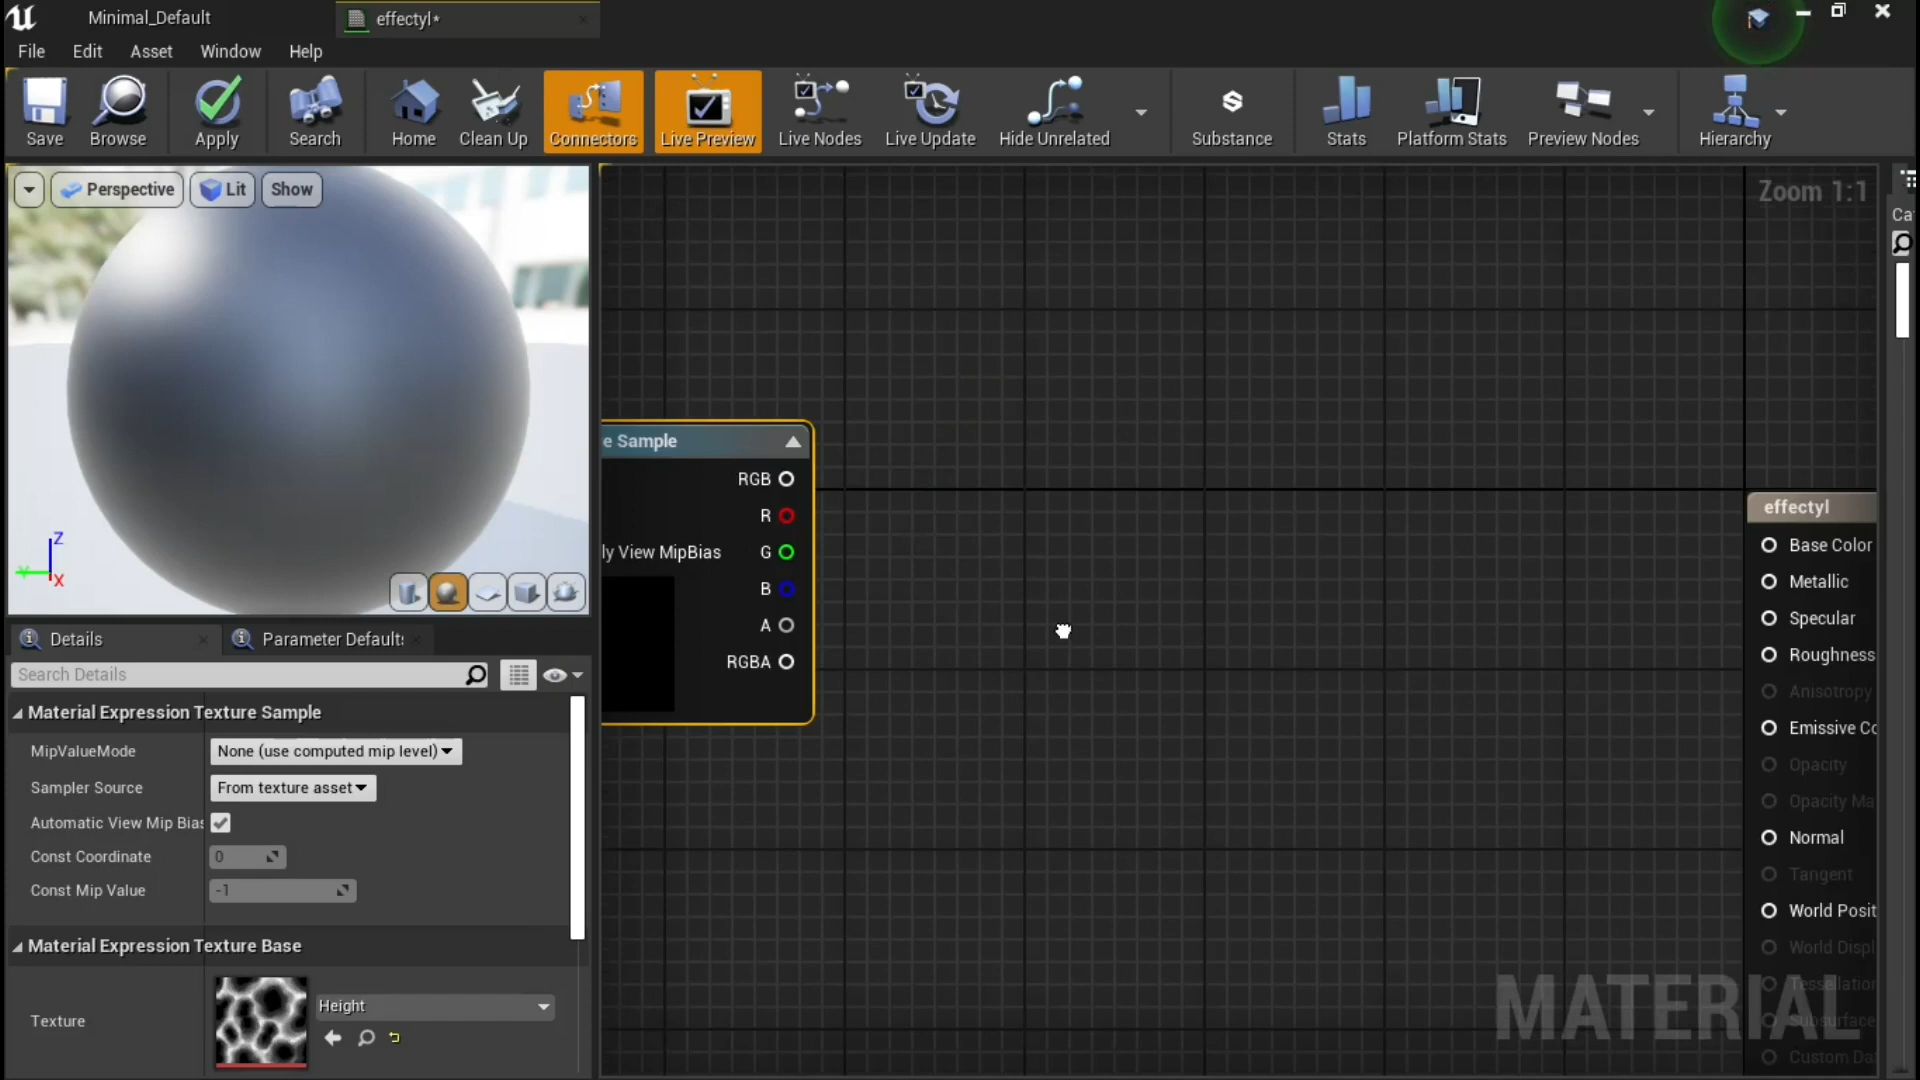 Minimal_Default
effectyl*
File Edit Asset Window Help
Save Browse Apply Search Home Clean Up Connectors Live Preview Live Nodes Live Update Hide Unrelated Substance Stats Platform Stats Preview Nodes Hierarchy
Perspective Lit Show
Zoom 1:1
Ca
e Sample
RGB
R
ly View MipBias G
B
A
RGBA
effectyl
Base Color
Metallic
Specular
Roughness
Anisotropy
Emissive Co
Opacity
Opacity Ma
Normal
Tangent
World Posit
World Displ
Tessellation
Subsurface
Custom Da
MATERIAL
Z
Y
X
Details Parameter Default:
Search Details
Material Expression Texture Sample
MipValueMode None (use computed mip level)
Sampler Source From texture asset
Automatic View Mip Bias
Const Coordinate 0
Const Mip Value -1
Material Expression Texture Base
Texture Height